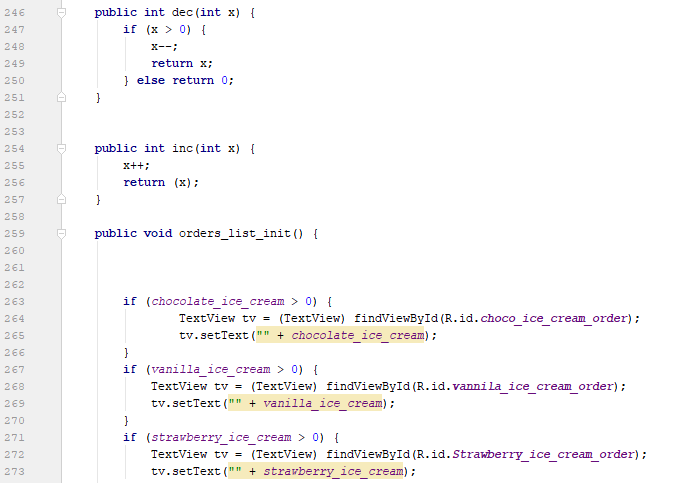 246 public int dec(int x) {
247 if (x > 0) {
248 x--;
249 return x;
250 } else return 0;
251 }
252
253
254 public int inc(int x) {
255 x++;
256 return (x);
257 }
258
259 public void orders_list_init() {
260
261
262
263 if (chocolate_ice_cream > 0) {
264 TextView tv = (TextView) findViewById(R.id.choco_ice_cream_order);
265 tv.setText("" + chocolate_ice_cream);
266 }
267 if (vanilla_ice_cream > 0) {
268 TextView tv = (TextView) findViewById(R.id.vannila_ice_cream_order);
269 tv.setText("" + vanilla_ice_cream);
270 }
271 if (strawberry_ice_cream > 0) {
272 TextView tv = (TextView) findViewById(R.id.Strawberry_ice_cream_order);
273 tv.setText("" + strawberry_ice_cream);